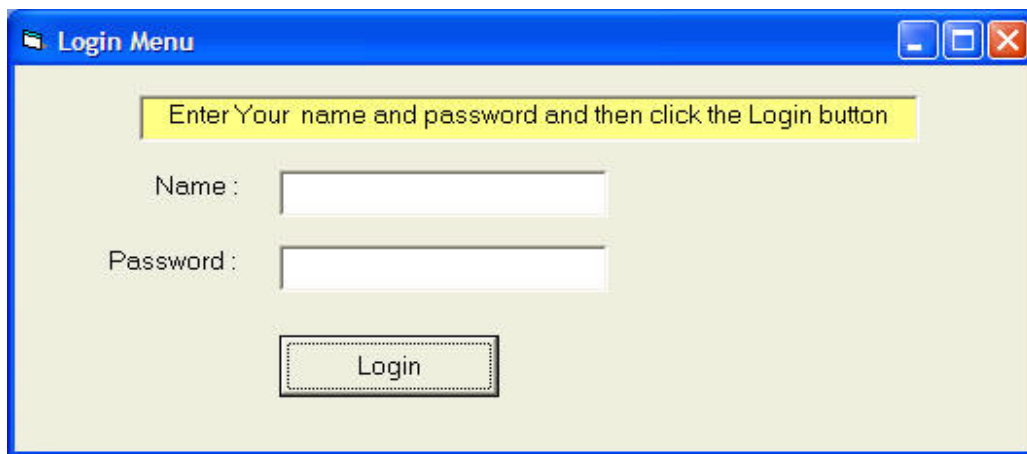 Login Menu
Enter Your name and password and then click the Login button
Name :
Password :
Login